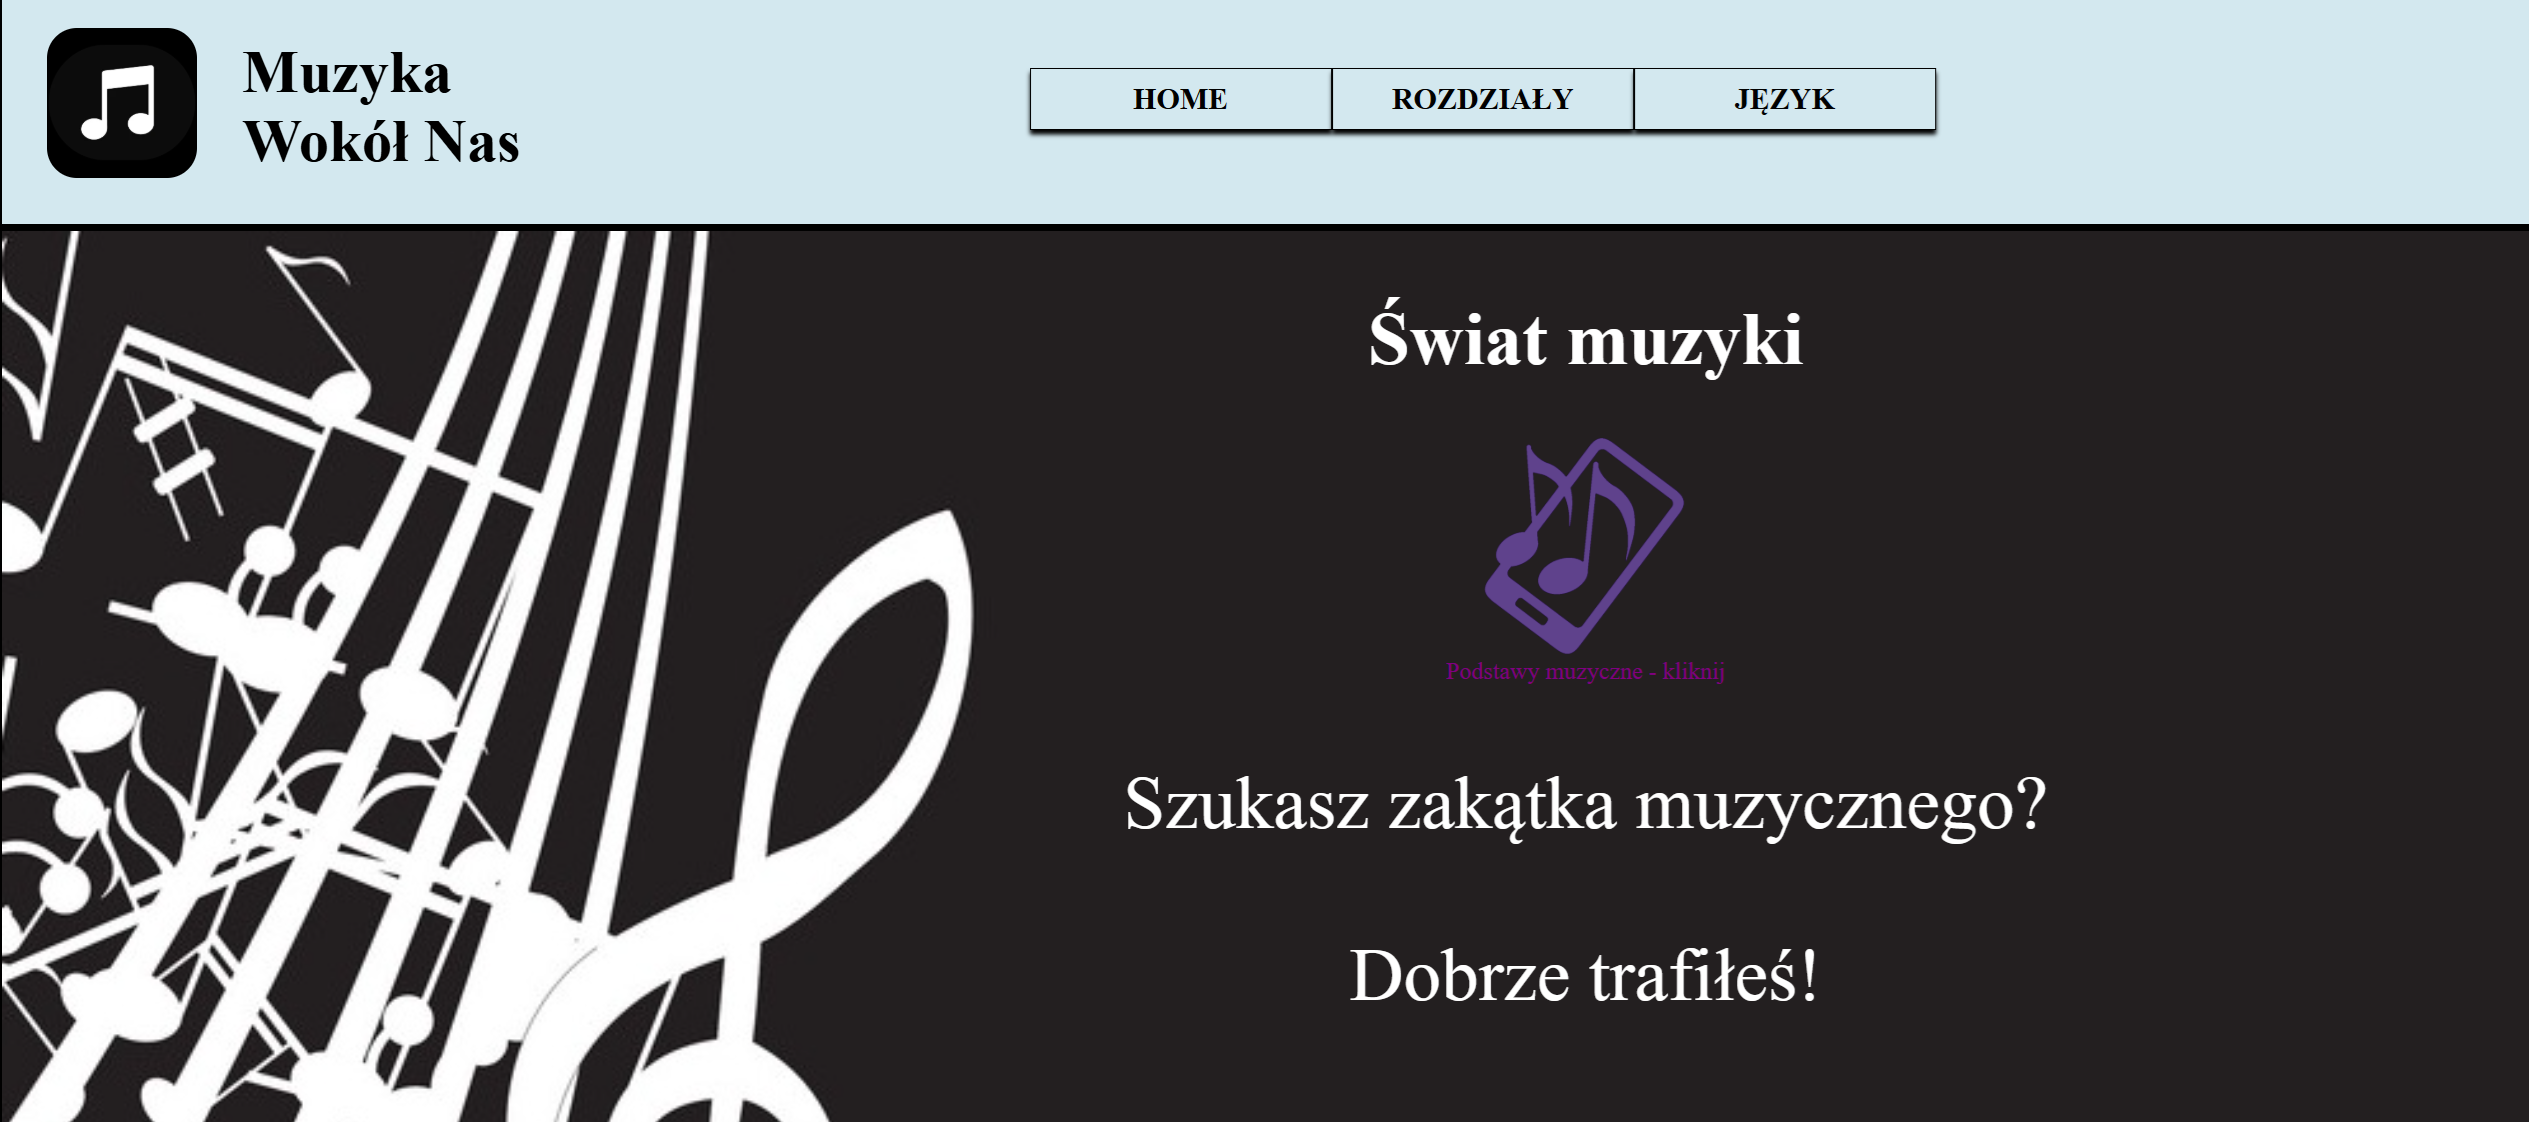 Muzyka
Wokół Nas
HOME
ROZDZIAŁY
JĘZYK
Świat muzyki
Podstawy muzyczne - kliknij
Szukasz zakątka muzycznego?
Dobrze trafiłeś!